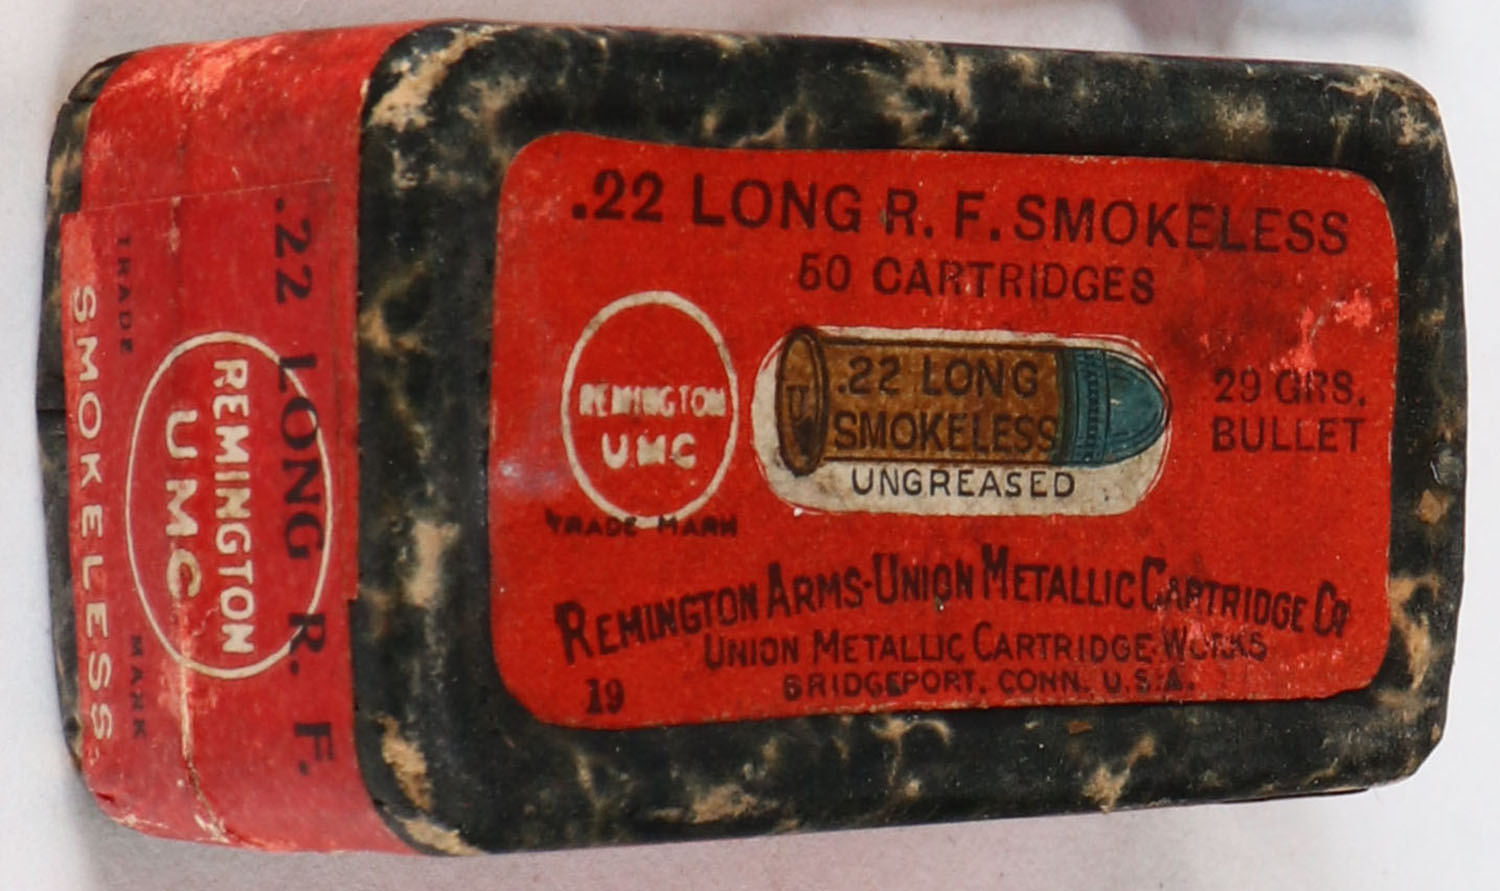 .22 LONG R. F. SMOKELESS
50 CARTRIDGES
REMINGTON
UMC
TRADE MARK
U
.22 LONG
SMOKELESS
UNGREASED
29 GRS.
BULLET
REMINGTON ARMS-UNION METALLIC CARTRIDGE CO
UNION METALLIC CARTRIDGE WORKS
BRIDGEPORT, CONN. U.S.A.
19
.22 LONG R. F.
REMINGTON
UMC
TRADE MARK
SMOKELESS